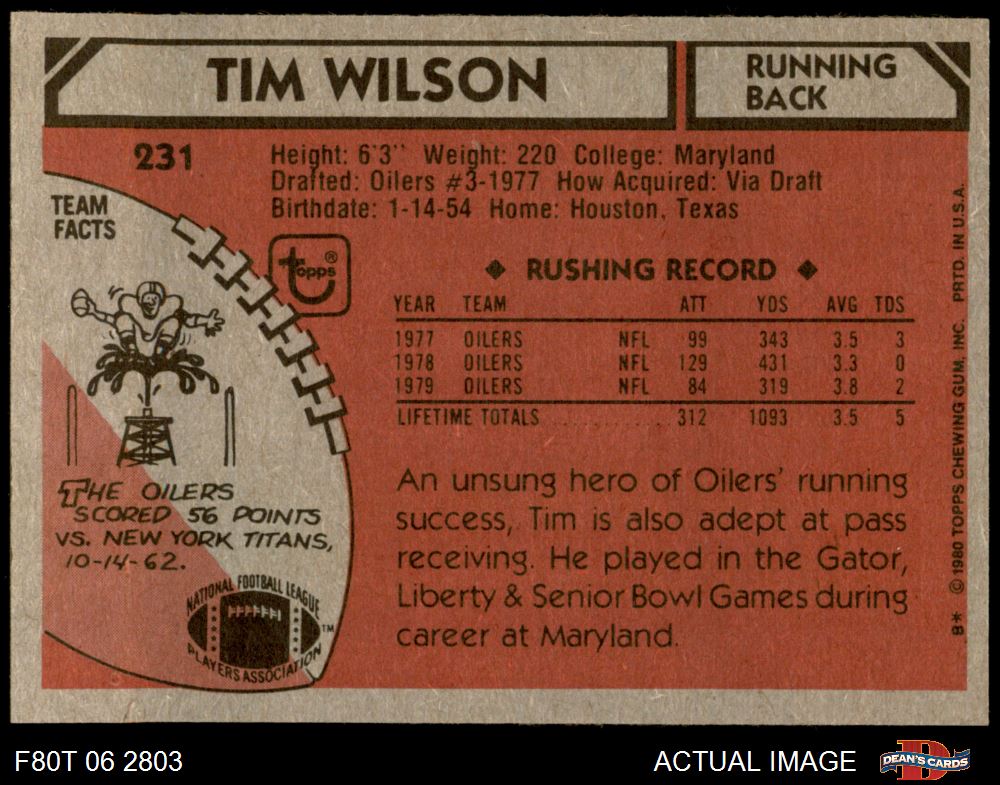 TIM WILSON
RUNNING
BACK
231
Height: 6'3" Weight: 220 College: Maryland
Drafted: Oilers #3-1977 How Acquired: Via Draft
Birthdate: 1-14-54 Home: Houston, Texas
TEAM
FACTS
topps®
◆ RUSHING RECORD ◆
YEAR TEAM ATT YDS AVG TDS
1977 OILERS NFL 99 343 3.5 3
1978 OILERS NFL 129 431 3.3 0
1979 OILERS NFL 84 319 3.8 2
LIFETIME TOTALS ............ 312 1093 3.5 5
THE OILERS
SCORED 56 POINTS
VS. NEW YORK TITANS,
10-14-62.
NATIONAL FOOTBALL LEAGUE
PLAYERS ASSOCIATION
TM
An unsung hero of Oilers' running
success, Tim is also adept at pass
receiving. He played in the Gator,
Liberty & Senior Bowl Games during
career at Maryland.
B* © 1980 TOPPS CHEWING GUM, INC. PRTD. IN U.S.A.
F80T 06 2803
ACTUAL IMAGE
DEAN'S CARDS